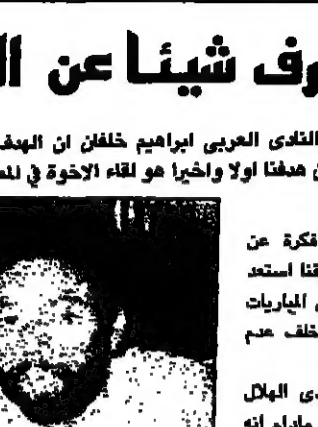 رف شيئا عن ال
النادى العربى ابراهيم خلفان ان الهدف
ن هدفنا اولا واخيرا هو لقاء الاخوة في
فكرة عن
قنا استعد
المباريات
خلف عدم
ى الهلال
مادام انه